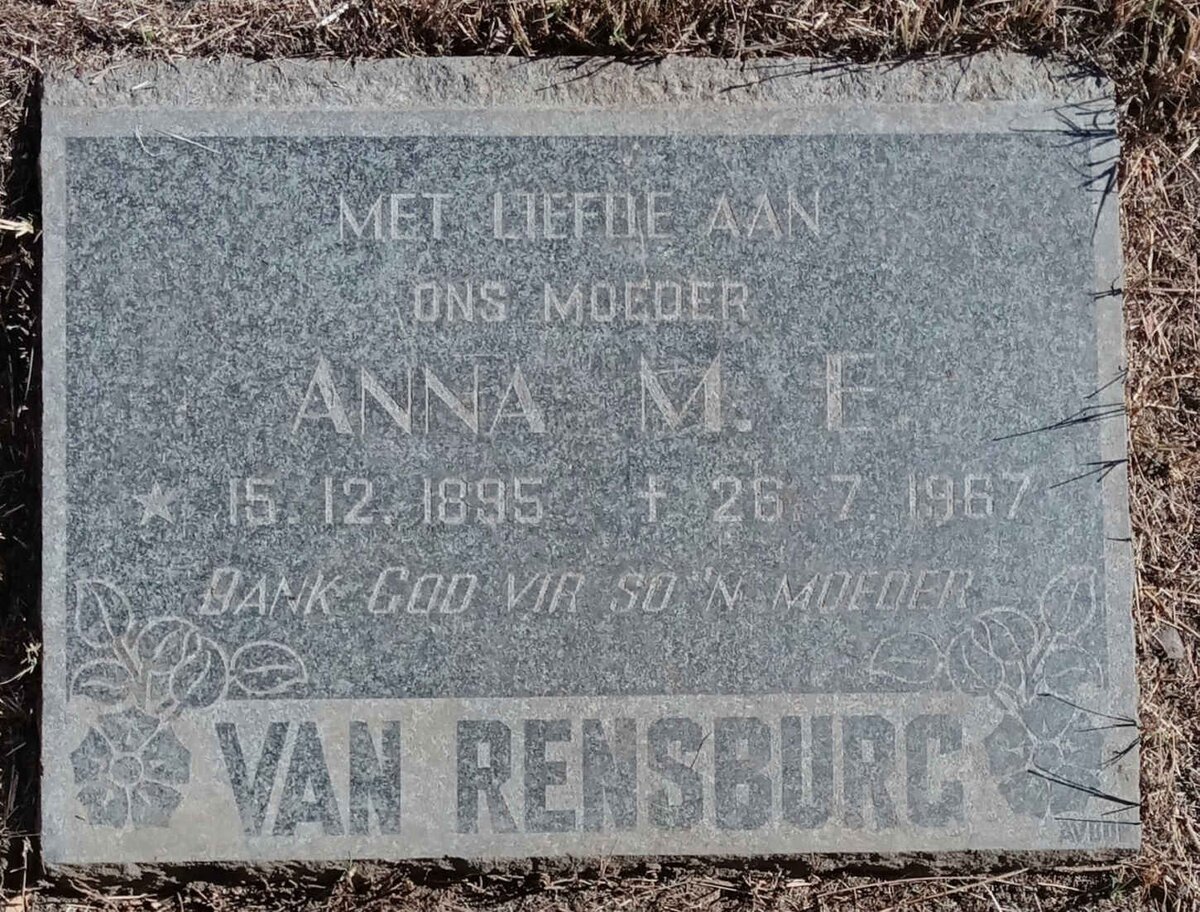 MET LIEFDE AAN
ONS MOEDER
ANNA M. E.
★ 15. 12. 1895 † 26. 7. 1967
DANK GOD VIR SO 'N MOEDER
VAN RENSBURG